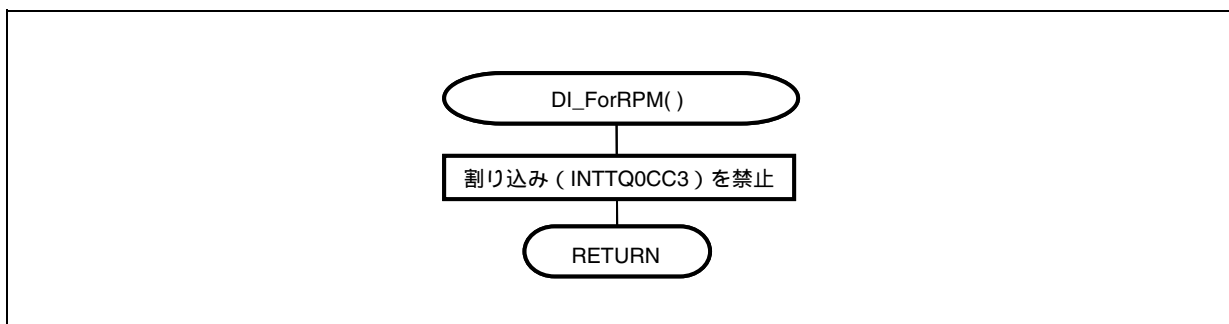 DI_ForRPM( )
割り込み ( INTTQ0CC3 ) を禁止
RETURN